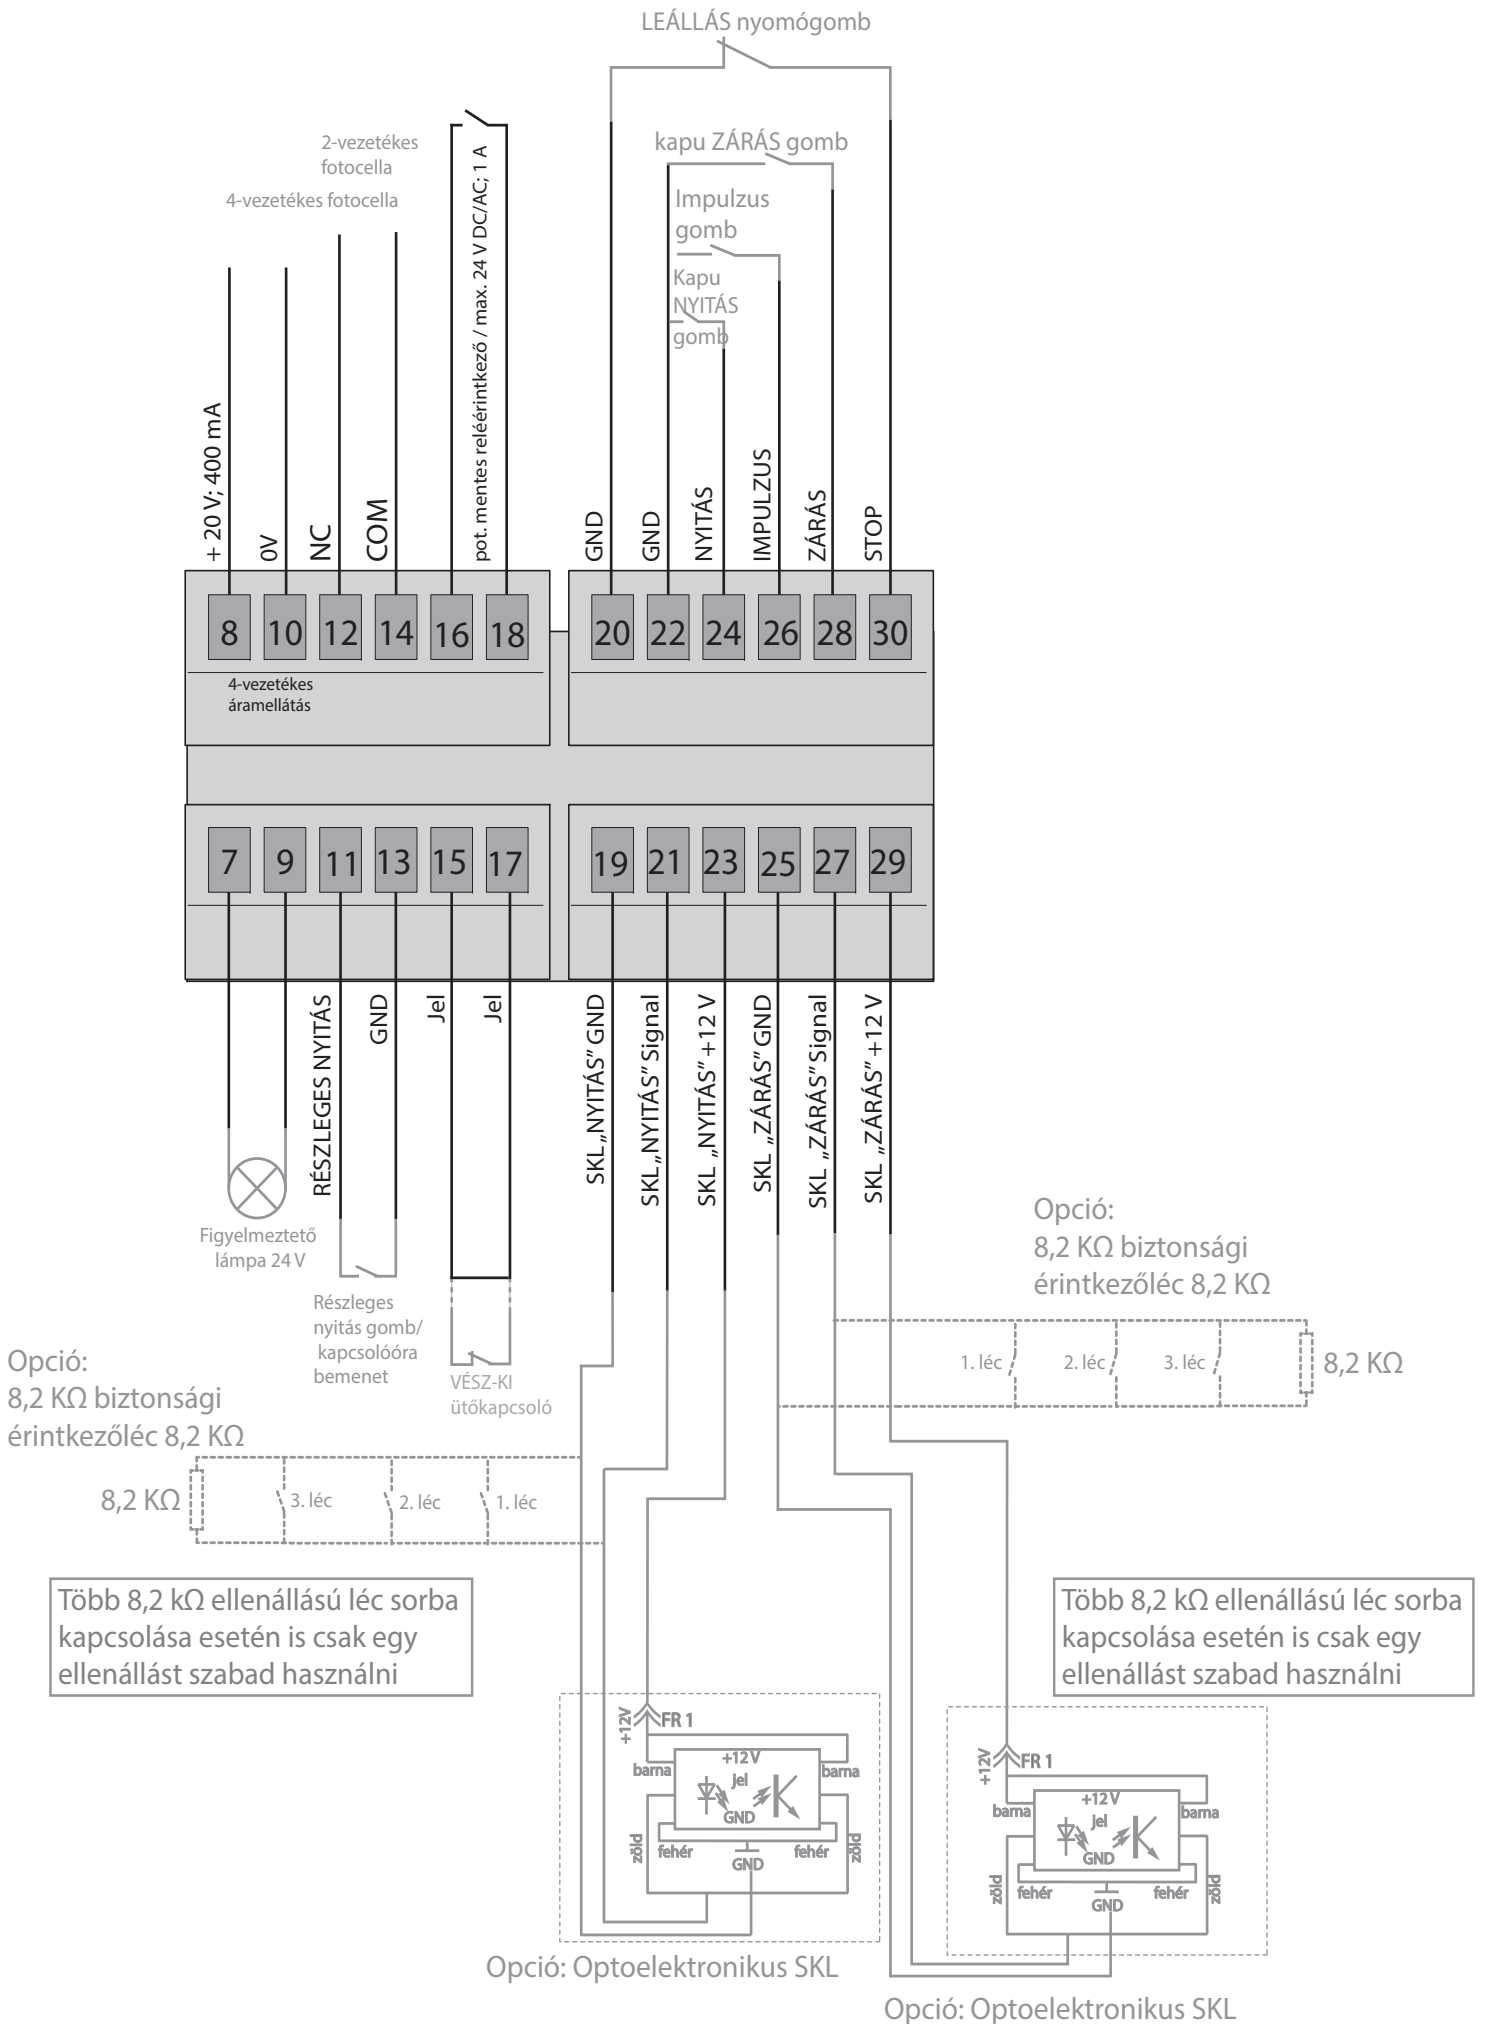 LEÁLLÁS nyomógomb
2-vezetékes
fotocella
4-vezetékes fotocella
kapu ZÁRÁS gomb
Impulzus
gomb
Kapu
NYITÁS
gomb
+ 20 V; 400 mA
0V
NC
COM
pot. mentes reléérintkező / max. 24 V DC/AC; 1 A
GND
GND
NYITÁS
IMPULZUS
ZÁRÁS
STOP
8 10 12 14 16 18
20 22 24 26 28 30
4-vezetékes
áramellátás
7 9 11 13 15 17
19 21 23 25 27 29
RÉSZLEGES NYITÁS
GND
Jel
Jel
SKL „NYITÁS” GND
SKL „NYITÁS” Signal
SKL „NYITÁS” +12 V
SKL „ZÁRÁS” GND
SKL „ZÁRÁS” Signal
SKL „ZÁRÁS” +12 V
Figyelmeztető
lámpa 24 V
Részleges
nyitás gomb/
kapcsolóóra
bemenet
VÉSZ-KI
ütőkapcsoló
Opció:
8,2 KΩ biztonsági
érintkezőléc 8,2 KΩ
1. léc
2. léc
3. léc
8,2 KΩ
Opció:
8,2 KΩ biztonsági
érintkezőléc 8,2 KΩ
8,2 KΩ
3. léc
2. léc
1. léc
Több 8,2 kΩ ellenállású léc sorba
kapcsolása esetén is csak egy
ellenállást szabad használni
Több 8,2 kΩ ellenállású léc sorba
kapcsolása esetén is csak egy
ellenállást szabad használni
+12V
FR 1
barna
+12 V
barna
jel
GND
zöld
fehér
GND
fehér
zöld
Opció: Optoelektronikus SKL
+12V
FR 1
barna
+12 V
barna
jel
GND
zöld
fehér
GND
fehér
zöld
Opció: Optoelektronikus SKL